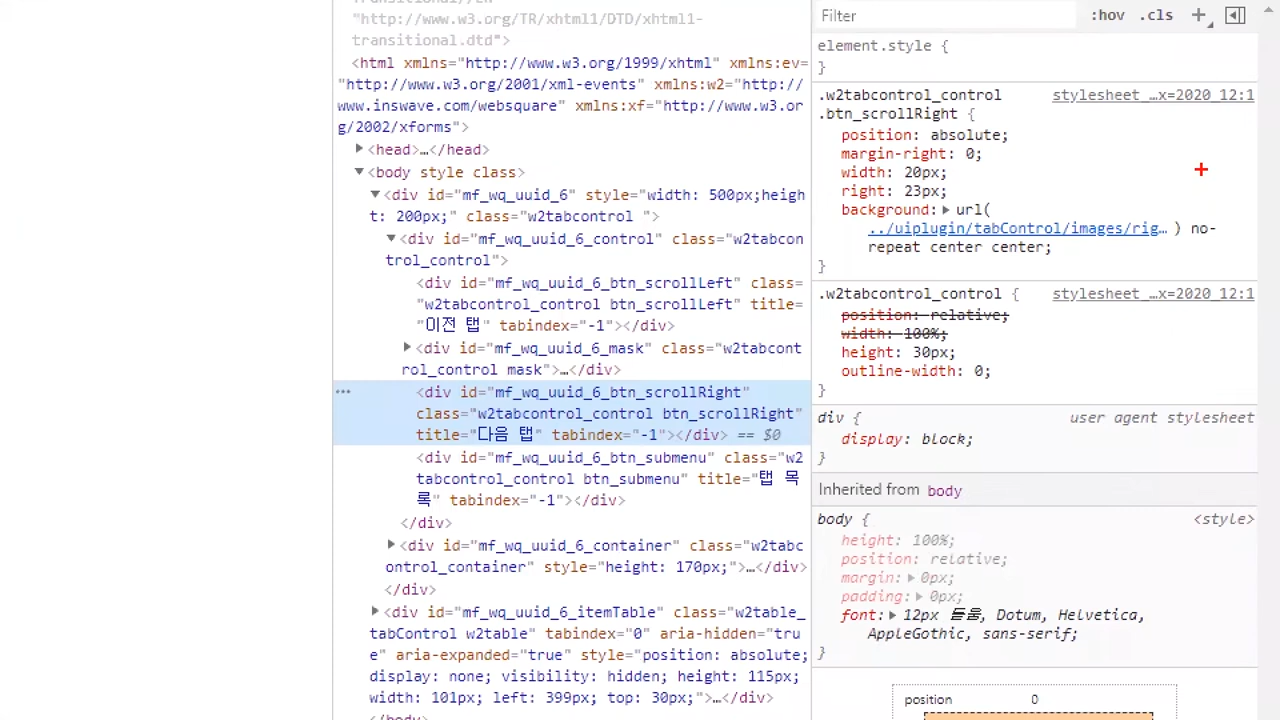 Transitional//EN"
"http://www.w3.org/TR/xhtml1/DTD/xhtml1-
transitional.dtd">
<html xmlns="http://www.w3.org/1999/xhtml" xmlns:ev=
"http://www.w3.org/2001/xml-events" xmlns:w2="http://
www.inswave.com/websquare" xmlns:xf="http://www.w3.or
g/2002/xforms">
<head>…</head>
<body style class>
<div id="mf_wq_uuid_6" style="width: 500px;heigh
t: 200px;" class="w2tabcontrol ">
<div id="mf_wq_uuid_6_control" class="w2tabcon
trol_control">
<div id="mf_wq_uuid_6_btn_scrollLeft" class=
"w2tabcontrol_control btn_scrollLeft" title=
"이전 탭" tabindex="-1"></div>
<div id="mf_wq_uuid_6_mask" class="w2tabcont
rol_control mask">…</div>
<div id="mf_wq_uuid_6_btn_scrollRight"
class="w2tabcontrol_control btn_scrollRight"
title="다음 탭" tabindex="-1"></div> == $0
<div id="mf_wq_uuid_6_btn_submenu" class="w2
tabcontrol_control btn_submenu" title="탭 목
록" tabindex="-1"></div>
</div>
<div id="mf_wq_uuid_6_container" class="w2tabc
ontrol_container" style="height: 170px;">…</div>
</div>
<div id="mf_wq_uuid_6_itemTable" class="w2table_
tabControl w2table" tabindex="0" aria-hidden="tru
e" aria-expanded="true" style="position: absolute;
display: none; visibility: hidden; height: 115px;
width: 101px; left: 399px; top: 30px;">…</div>
</body>
Filter :hov .cls
element.style {
}
.w2tabcontrol_control stylesheet_…x=2020_12:1
.btn_scrollRight {
position: absolute;
margin-right: 0;
width: 20px;
right: 23px;
background: url(
../uiplugin/tabControl/images/rig… ) no-
repeat center center;
}
.w2tabcontrol_control { stylesheet_…x=2020_12:1
position: relative;
width: 100%;
height: 30px;
outline-width: 0;
}
div { user agent stylesheet
display: block;
}
Inherited from body
body { <style>
height: 100%;
position: relative;
margin: 0px;
padding: 0px;
font: 12px 돋움, Dotum, Helvetica,
AppleGothic, sans-serif;
}
position 0